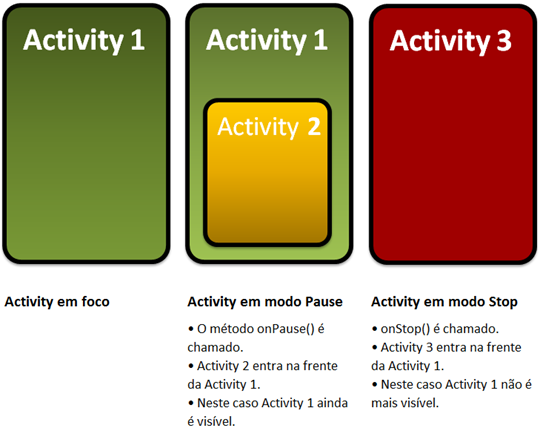 Activity 1
Activity 1
Activity 2
Activity 3
Activity em foco
Activity em modo Pause
• O método onPause() é
chamado.
• Activity 2 entra na frente
da Activity 1.
• Neste caso Activity 1 ainda
é visível.
Activity em modo Stop
• onStop() é chamado.
• Activity 3 entra na frente
da Activity 1.
• Neste caso Activity 1 não é
mais visível.